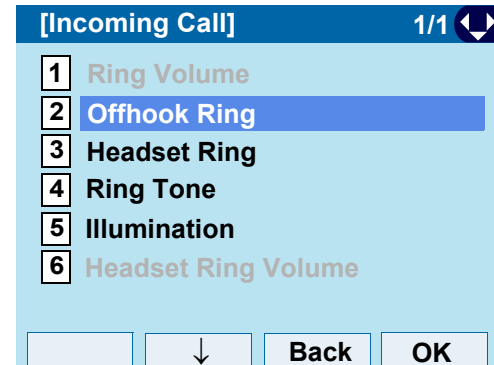 [Incoming Call] 1/1
1 Ring Volume
2 Offhook Ring
3 Headset Ring
4 Ring Tone
5 Illumination
6 Headset Ring Volume
↓ Back OK